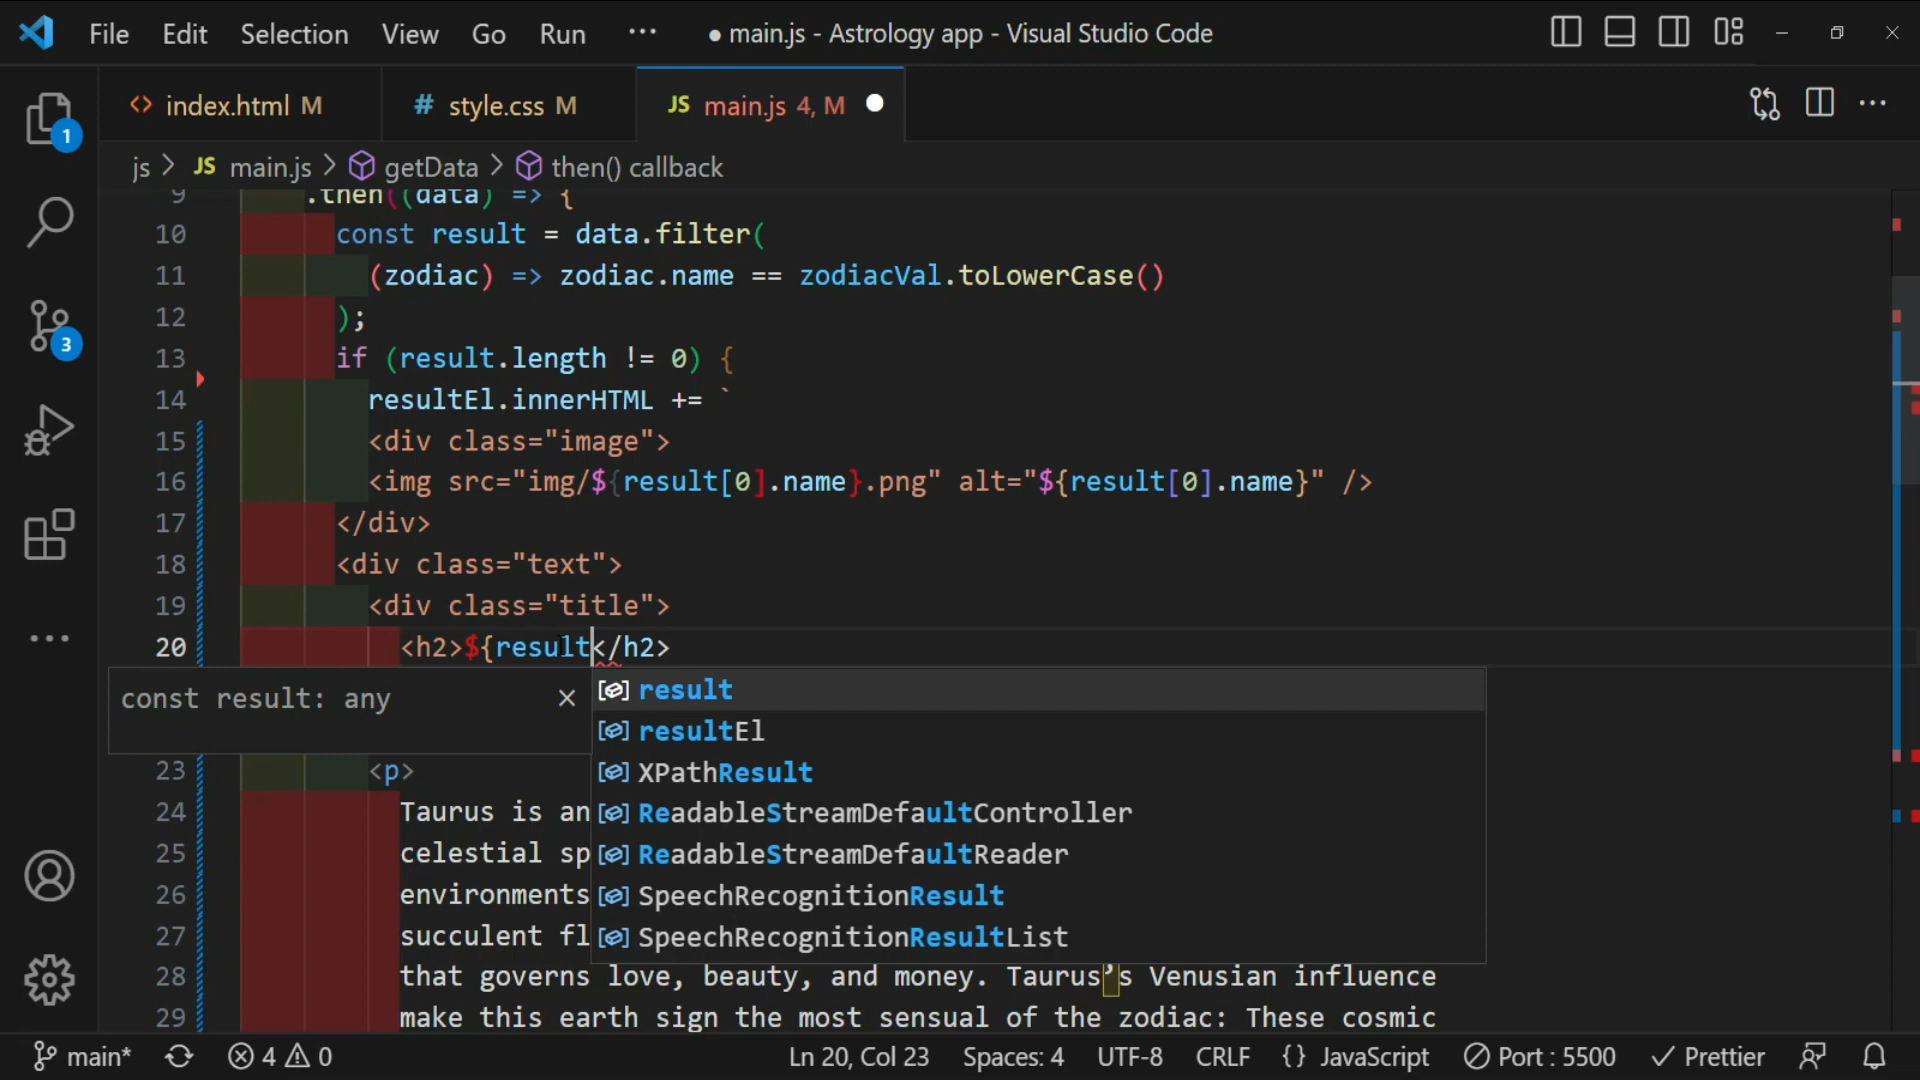 File Edit Selection View Go Run ··· ● main.js - Astrology app - Visual Studio Code
<> index.html M # style.css M JS main.js 4, M ●
js > JS main.js > getData > then() callback
9 .then((data) => {
10 const result = data.filter(
11 (zodiac) => zodiac.name == zodiacVal.toLowerCase()
12 );
13 if (result.length != 0) {
14 resultEl.innerHTML += `
15 <div class="image">
16 <img src="img/${result[0].name}.png" alt="${result[0].name}" />
17 </div>
18 <div class="text">
19 <div class="title">
20 <h2>${result</h2>
const result: any ×
result
resultEl
XPathResult
ReadableStreamDefaultController
ReadableStreamDefaultReader
SpeechRecognitionResult
SpeechRecognitionResultList
23 <p>
24 Taurus is an
25 celestial sp
26 environments
27 succulent fl
28 that governs love, beauty, and money. Taurus’s Venusian influence
29 make this earth sign the most sensual of the zodiac: These cosmic
1
3
main* 4 0 Ln 20, Col 23 Spaces: 4 UTF-8 CRLF {} JavaScript Port : 5500 Prettier